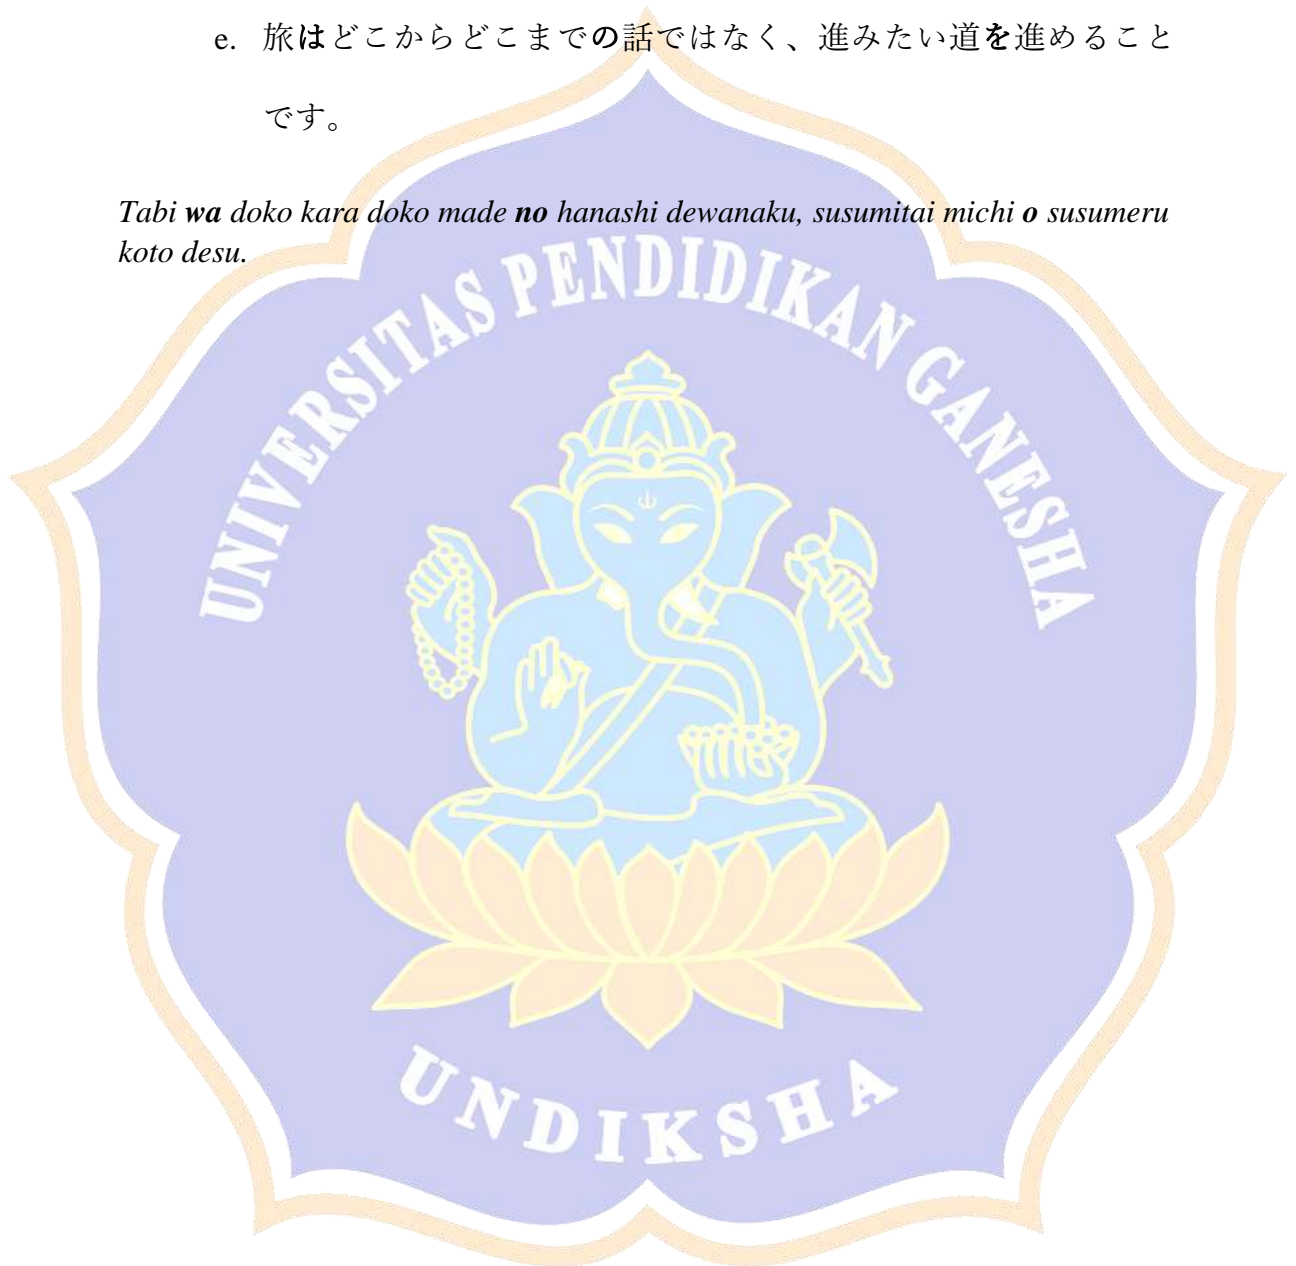 e. 旅はどこからどこまでの話ではなく、進みたい道を進めること
です。
Tabi wa doko kara doko made no hanashi dewanaku, susumitai michi o susumeru
koto desu.
UNIVERSITAS PENDIDIKAN GANESHA
UNDIKSHA